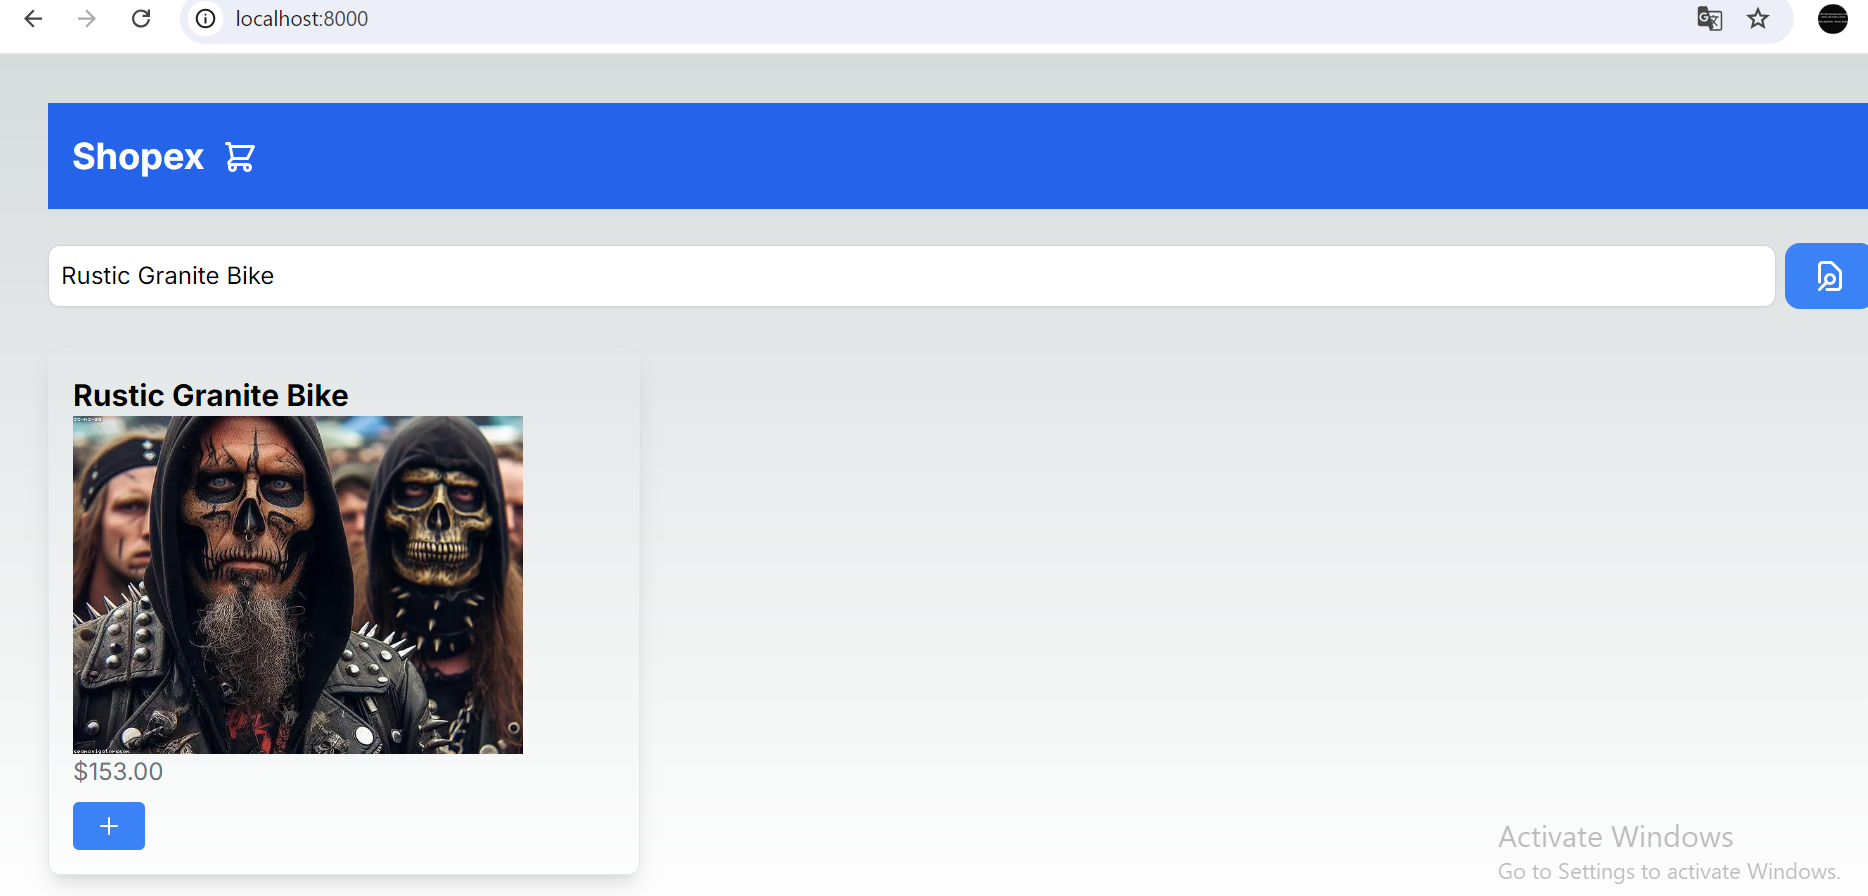 localhost:8000
Shopex
Rustic Granite Bike
Rustic Granite Bike
$153.00
Activate Windows
Go to Settings to activate Windows.